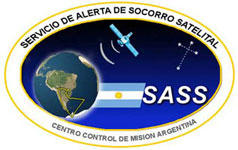 SERVICIO DE ALERTA DE SOCORRO SATELITAL
SASS
CENTRO CONTROL DE MISION ARGENTINA